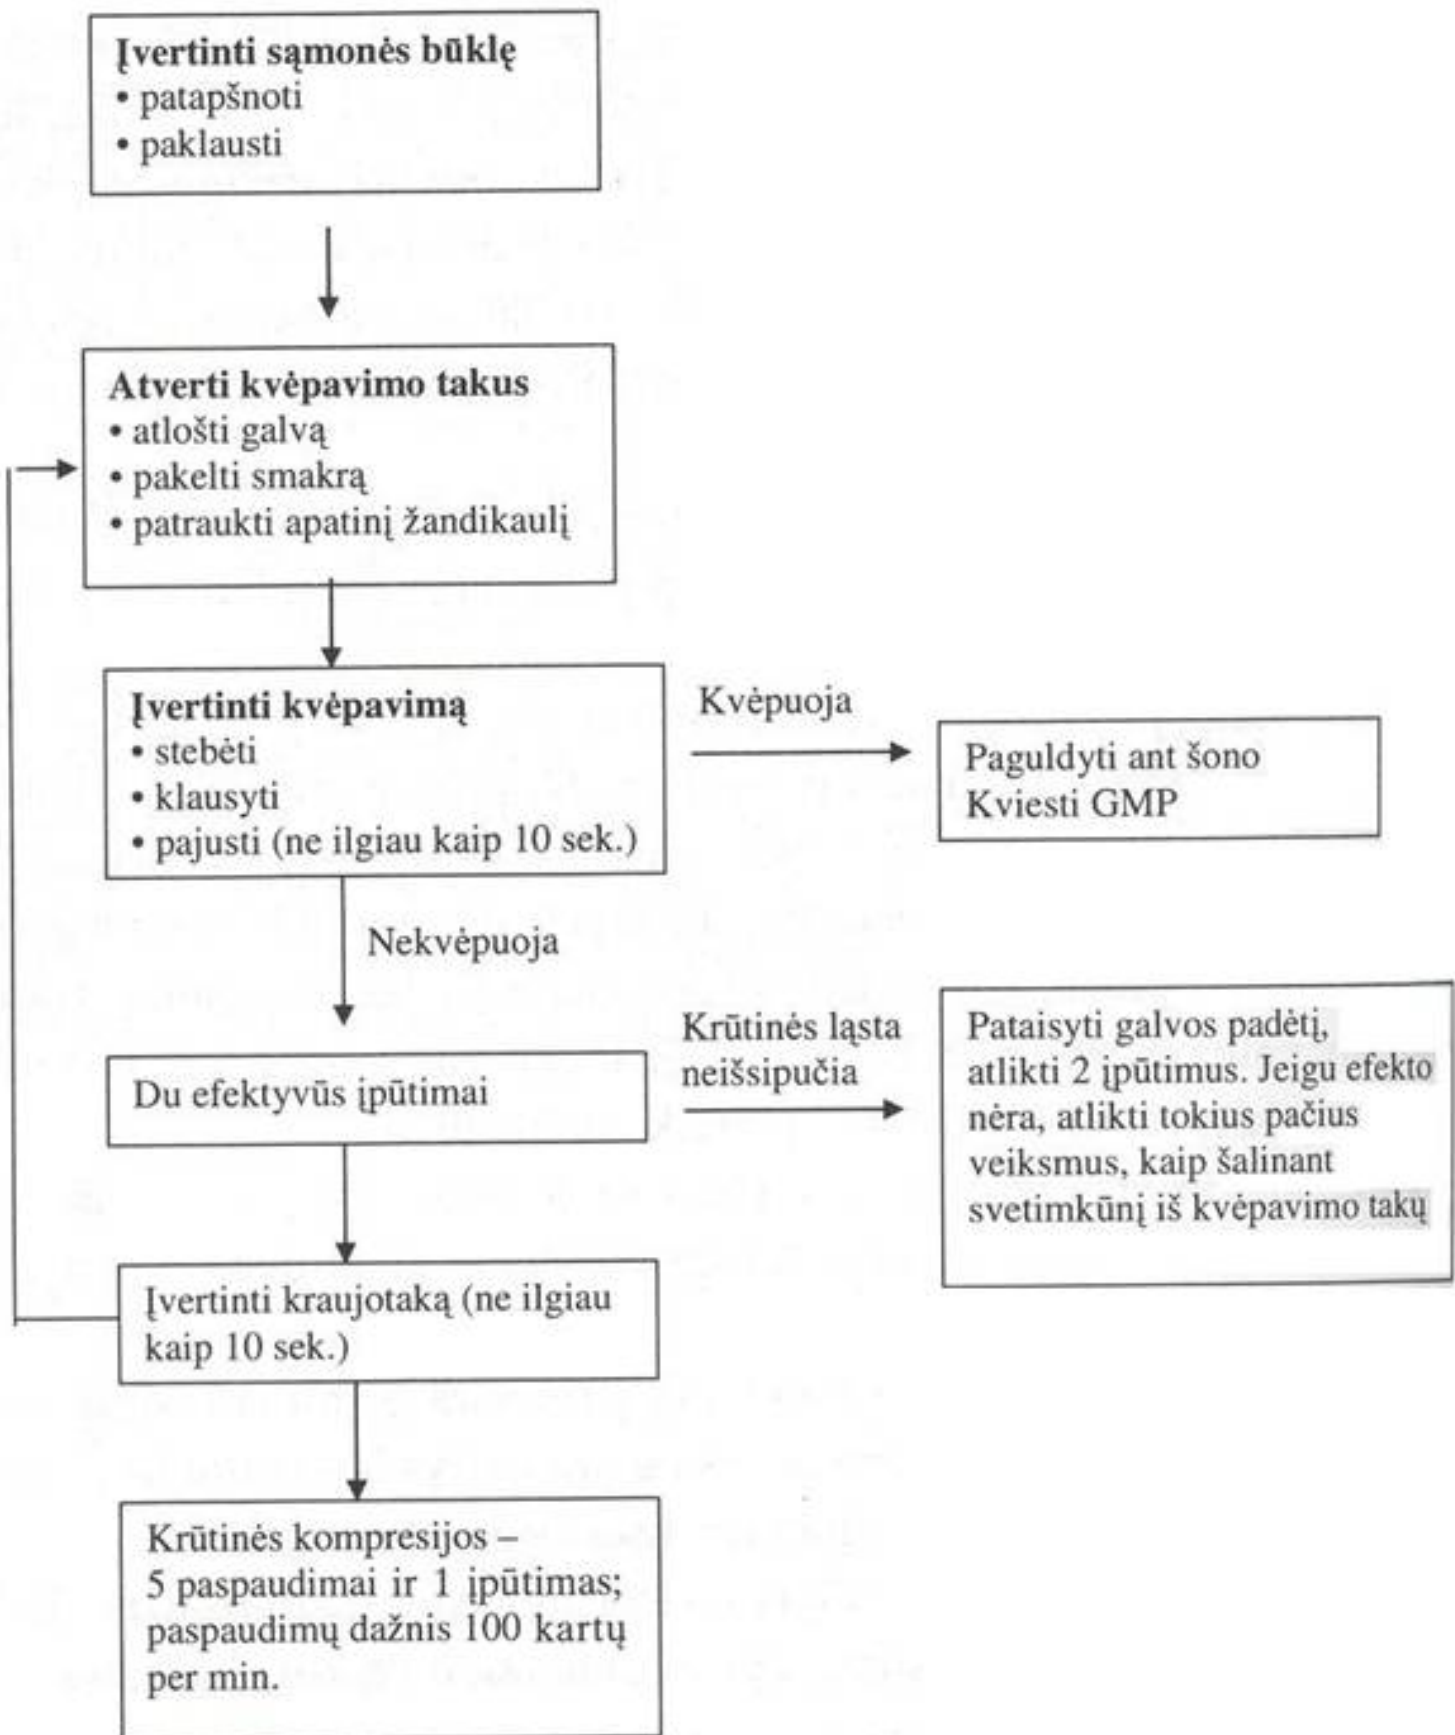 Įvertinti sąmonės būklę
• patapšnoti
• paklausti
Atverti kvėpavimo takus
• atlošti galvą
• pakelti smakrą
• patraukti apatinį žandikaulį
Įvertinti kvėpavimą
• stebėti
• klausyti
• pajusti (ne ilgiau kaip 10 sek.)
Kvėpuoja
Paguldyti ant šono
Kviesti GMP
Nekvėpuoja
Du efektyvūs įpūtimai
Krūtinės ląsta
neišsipučia
Pataisyti galvos padėtį,
atlikti 2 įpūtimus. Jeigu efekto
nėra, atlikti tokius pačius
veiksmus, kaip šalinant
svetimkūnį iš kvėpavimo takų
Įvertinti kraujotaką (ne ilgiau
kaip 10 sek.)
Krūtinės kompresijos –
5 paspaudimai ir 1 įpūtimas;
paspaudimų dažnis 100 kartų
per min.